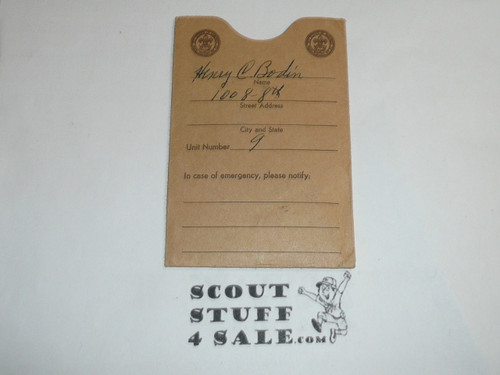 Henry C. Bodin
Name
1008 8th
Street Address
City and State
Unit Number 9
In case of emergency, please notify:
SCOUT
STUFF
4 SALE.com